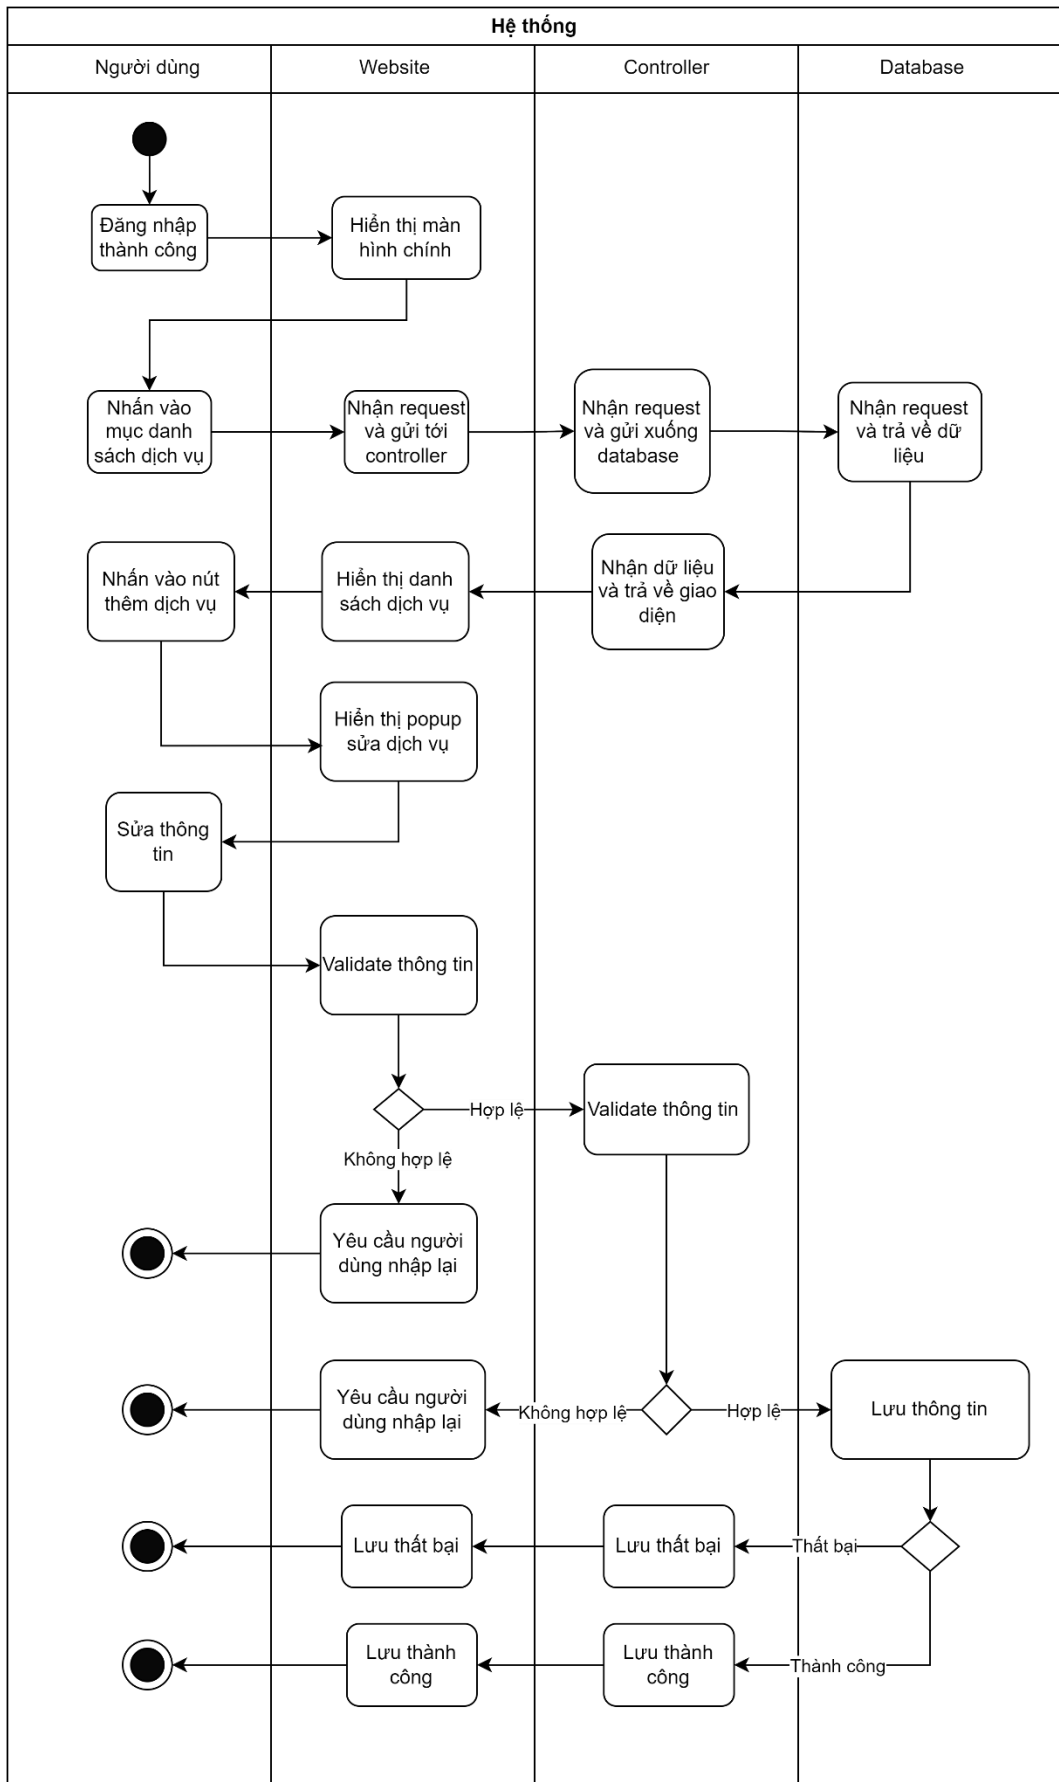 Hệ thống
Người dùng
Website
Controller
Database
Đăng nhập
thành công
Hiển thị màn
hình chính
Nhấn vào
mục danh
sách dịch vụ
Nhận request
và gửi tới
controller
Nhận request
và gửi xuống
database
Nhận request
và trả về dữ
liệu
Nhấn vào nút
thêm dịch vụ
Hiển thị danh
sách dịch vụ
Nhận dữ liệu
và trả về giao
diện
Hiển thị popup
sửa dịch vụ
Sửa thông
tin
Validate thông tin
Hợp lệ
Validate thông tin
Không hợp lệ
Yêu cầu người
dùng nhập lại
Yêu cầu người
dùng nhập lại
Không hợp lệ
Hợp lệ
Lưu thông tin
Lưu thất bại
Lưu thất bại
Thất bại
Lưu thành
công
Lưu thành
công
Thành công